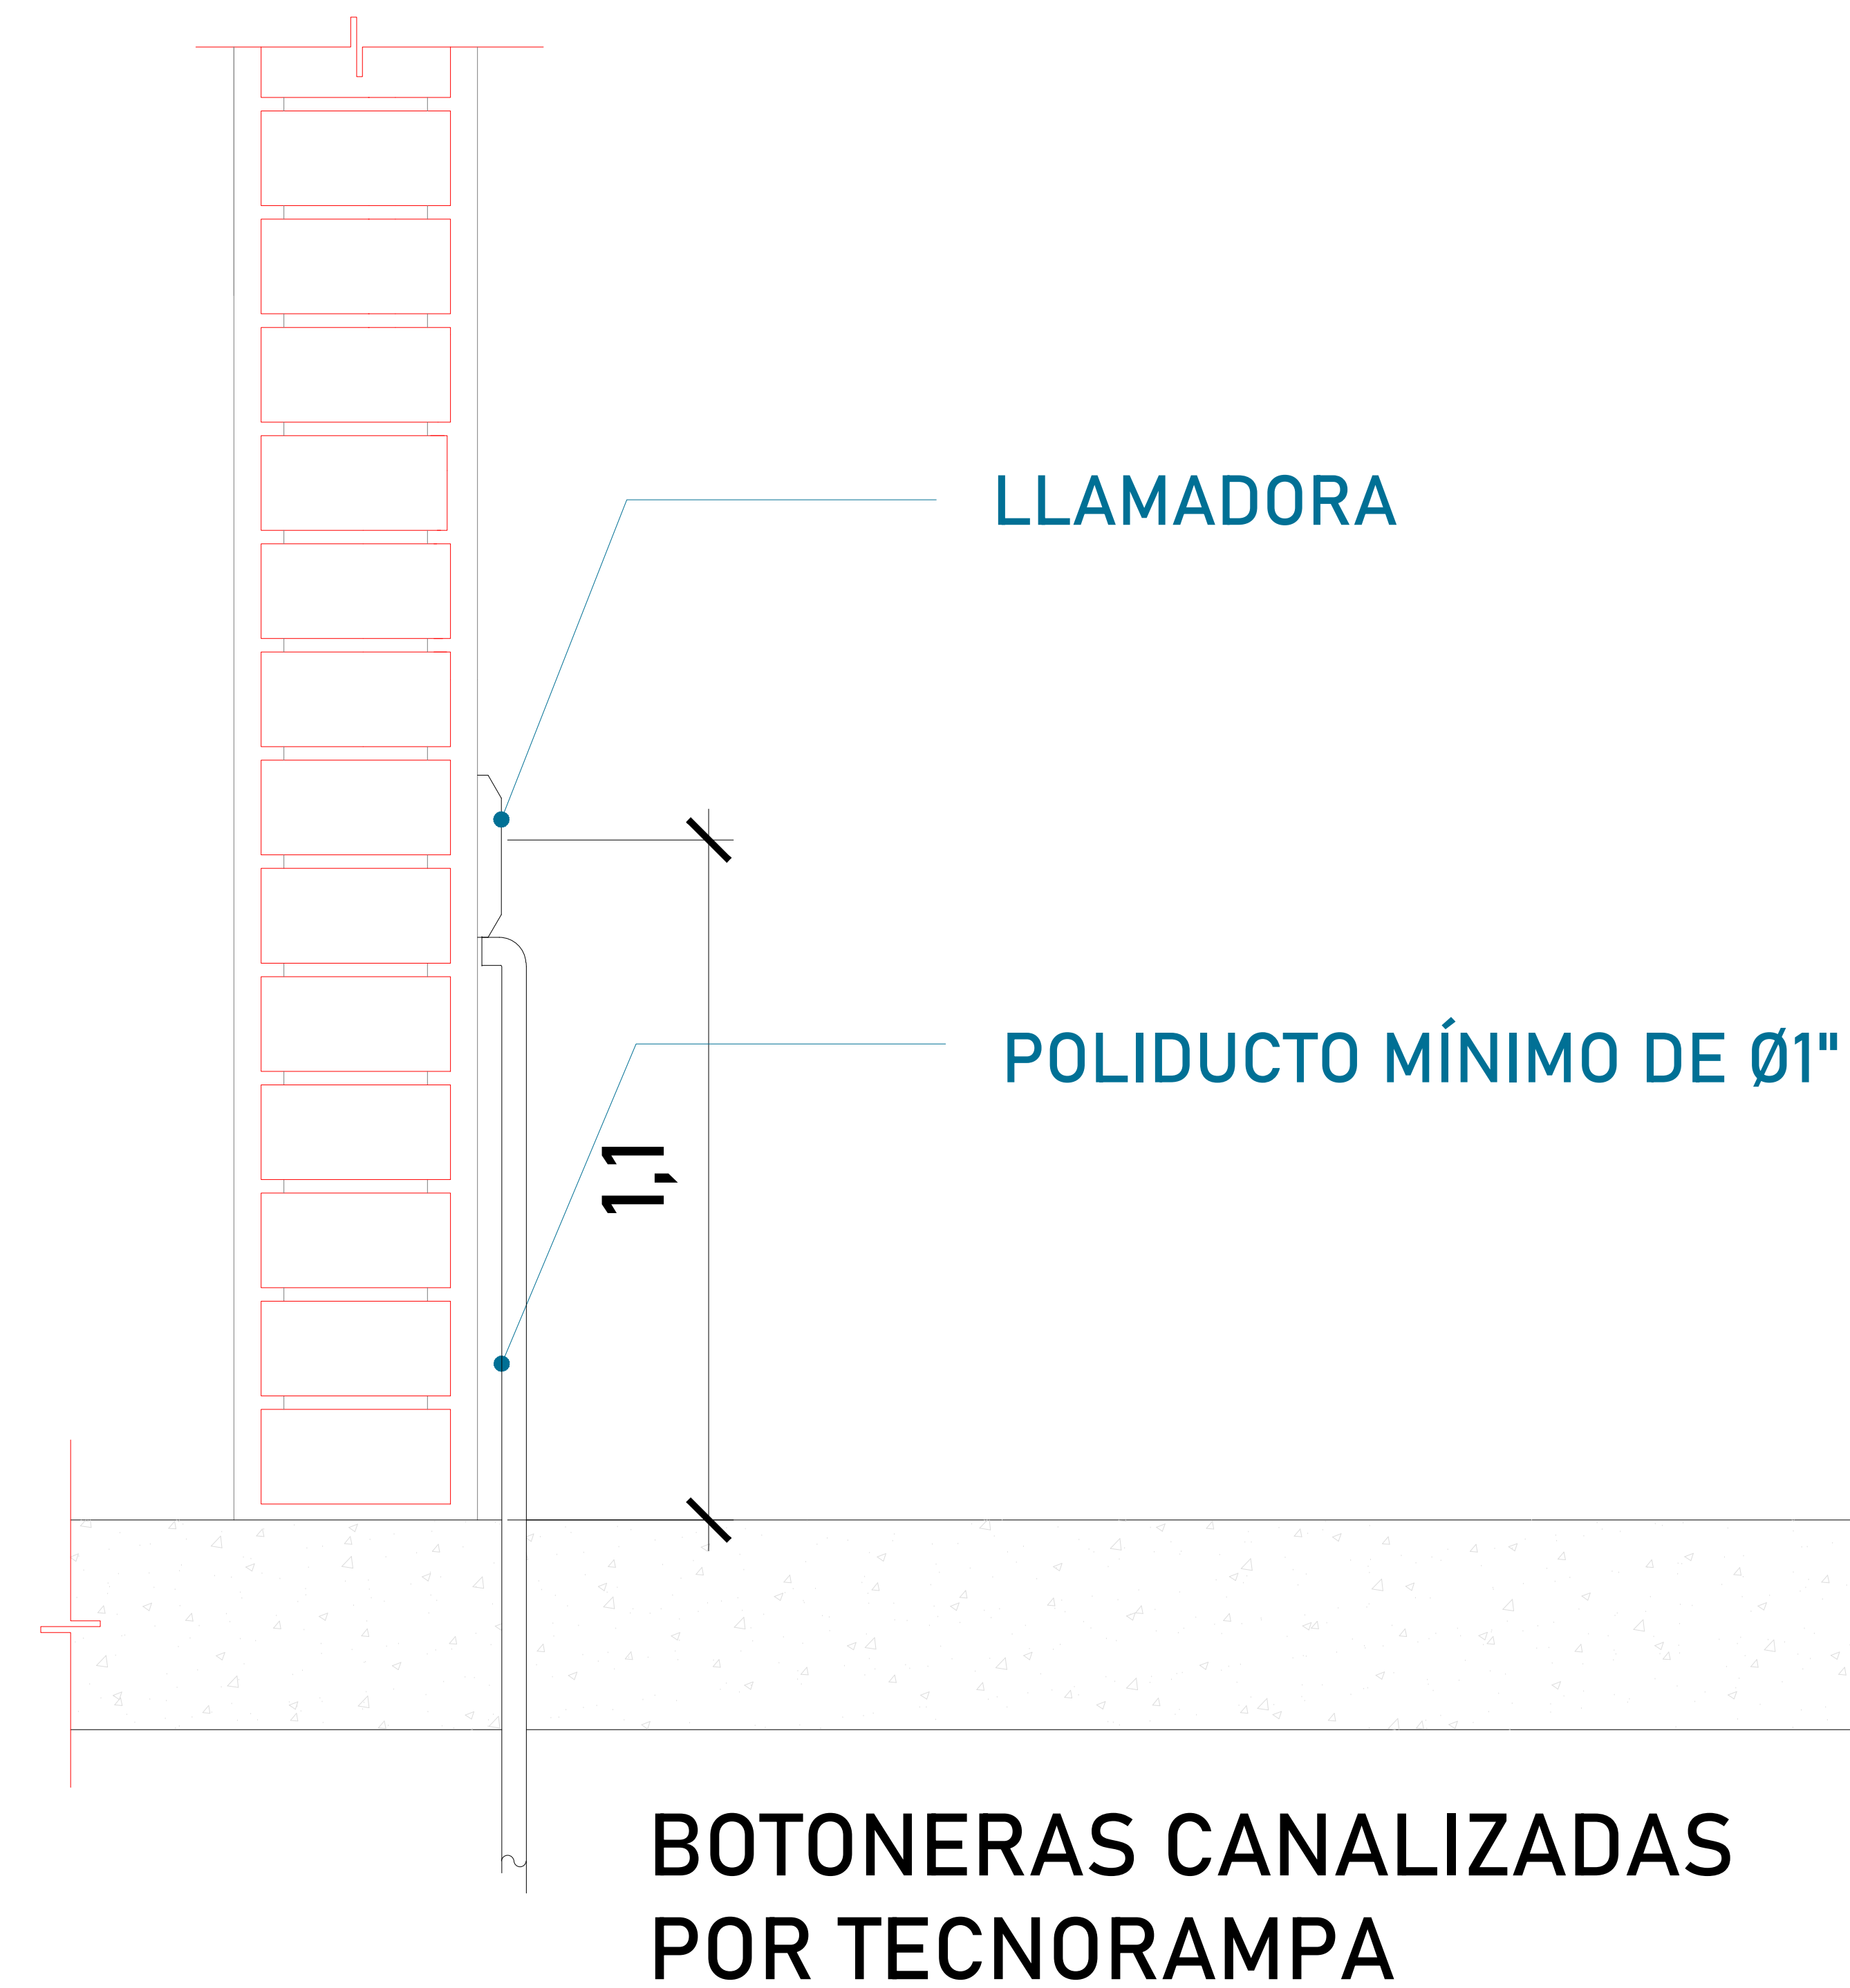 LLAMADORA
POLIDUCTO MÍNIMO DE Ø1"
1,1
BOTONERAS CANALIZADAS
POR TECNORAMPA